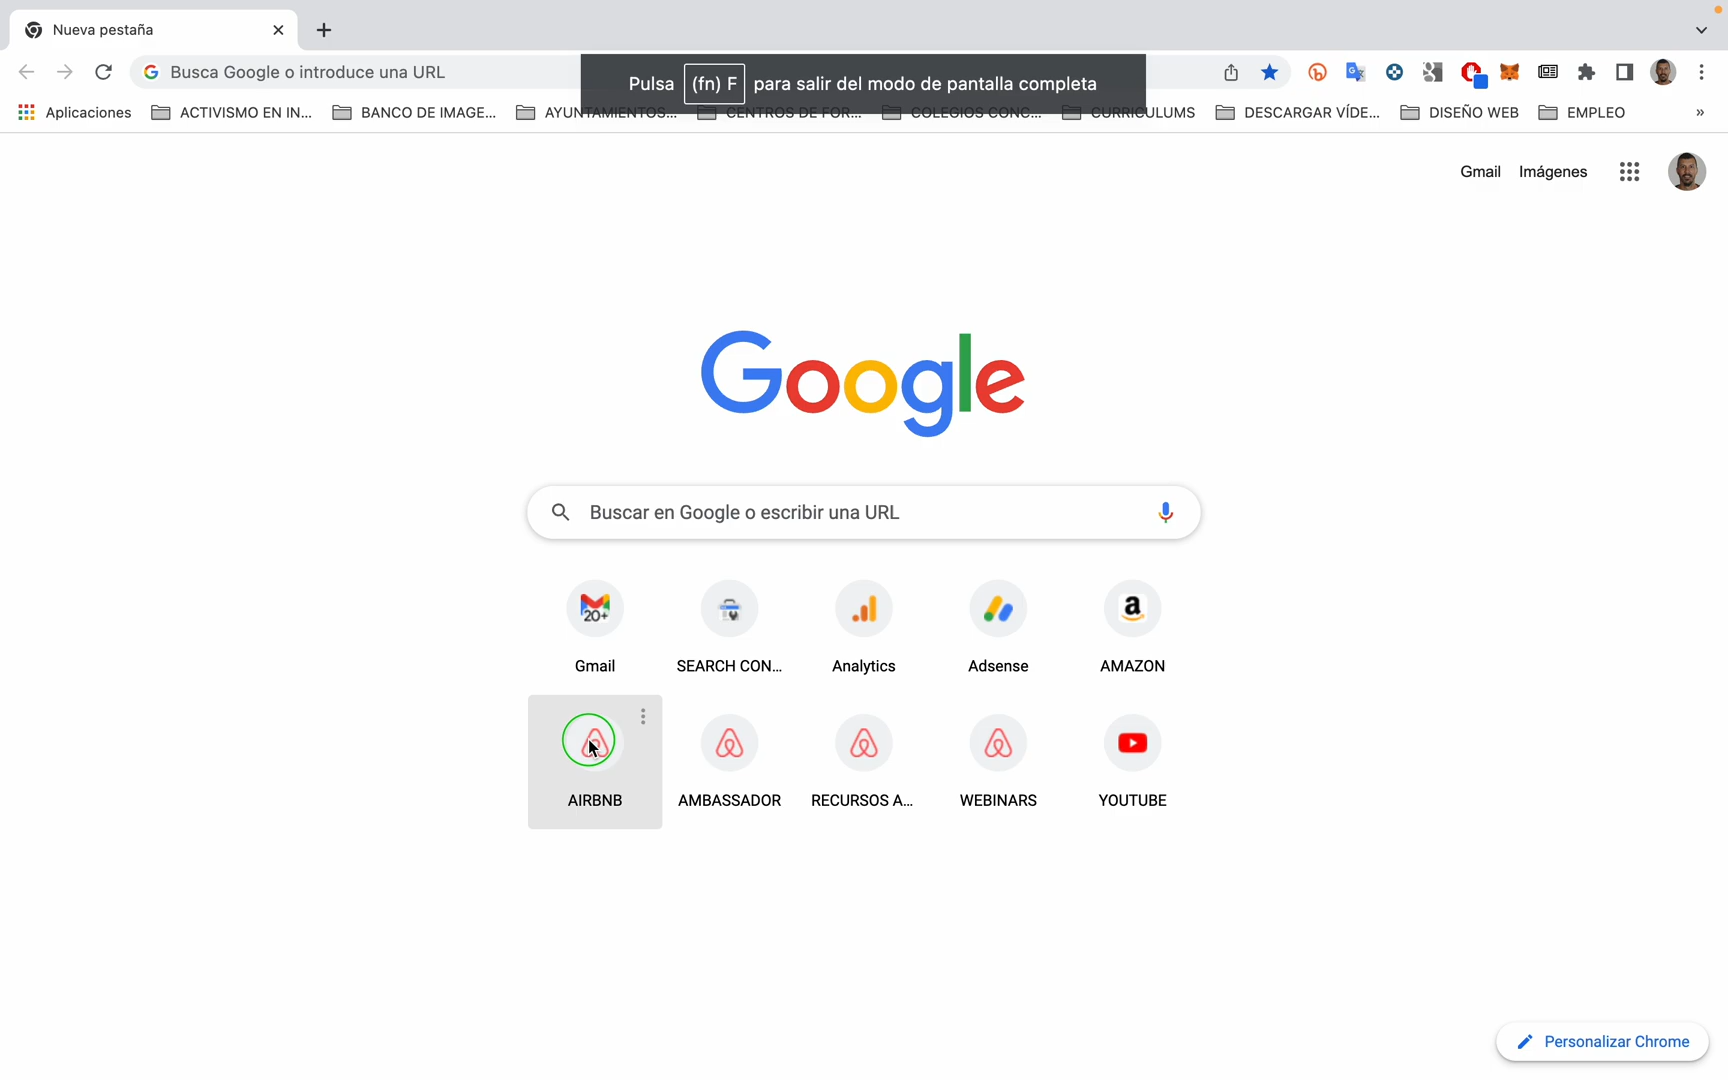 Nueva pestaña
Busca Google o introduce una URL
Pulsa (fn) F para salir del modo de pantalla completa
Aplicaciones ACTIVISMO EN IN... BANCO DE IMAGE... AYUNTAMIENTOS... CENTROS DE FOR... COLEGIOS CONC... CURRICULUMS DESCARGAR VÍDE... DISEÑO WEB EMPLEO »
Gmail Imágenes
Google
Buscar en Google o escribir una URL
20+
Gmail SEARCH CON... Analytics Adsense AMAZON
AIRBNB AMBASSADOR RECURSOS A... WEBINARS YOUTUBE
Personalizar Chrome